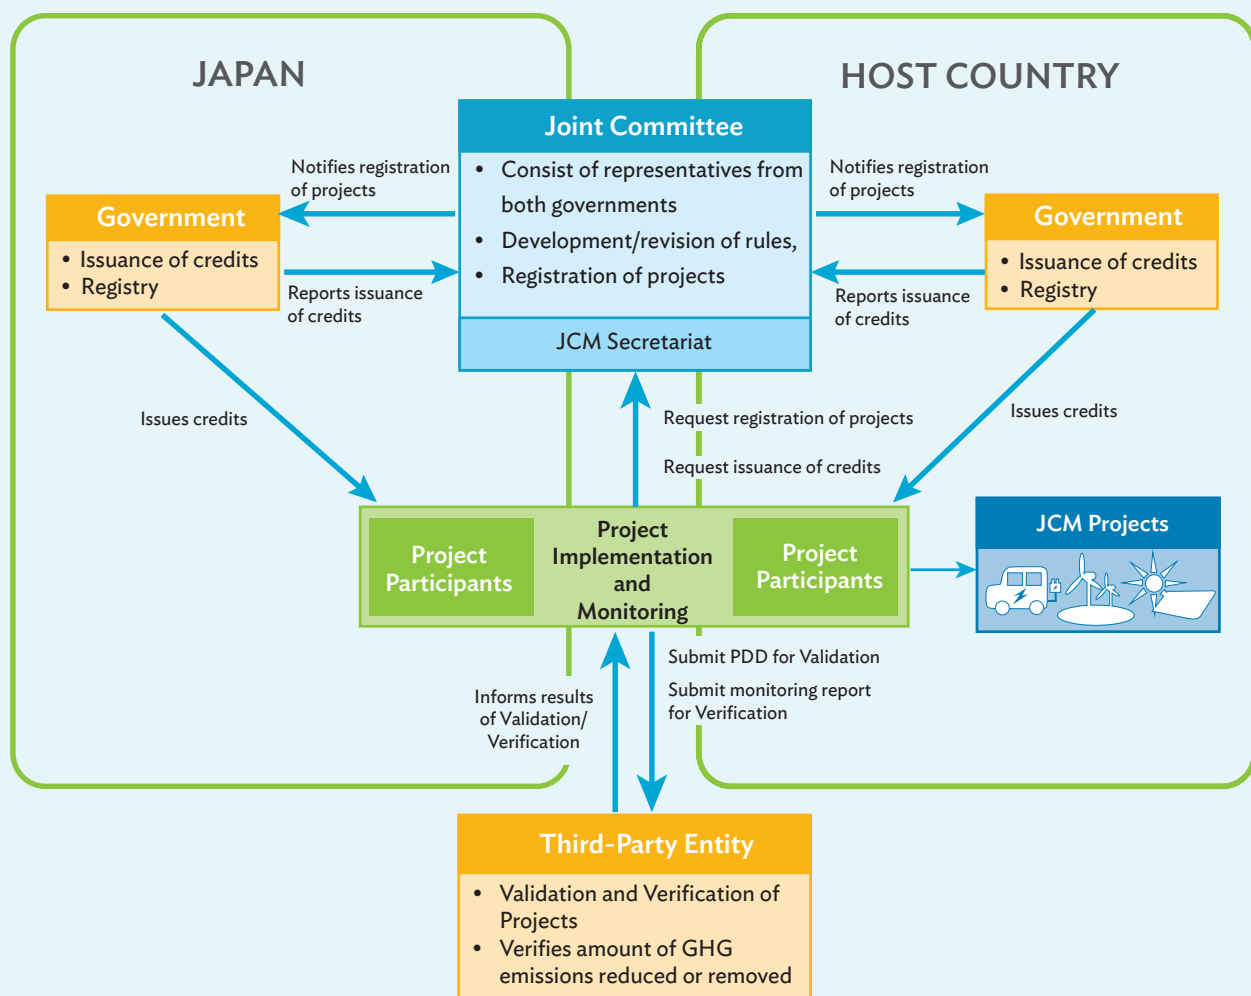 JAPAN
HOST COUNTRY
Joint Committee
• Consist of representatives from
both governments
• Development/revision of rules,
• Registration of projects
JCM Secretariat
Notifies registration
of projects
Government
• Issuance of credits
• Registry
Reports issuance
of credits
Issues credits
Notifies registration
of projects
Government
• Issuance of credits
• Registry
Reports issuance
of credits
Issues credits
Request registration of projects
Request issuance of credits
Project
Participants
Project
Implementation
and
Monitoring
Project
Participants
JCM Projects
Informs results
of Validation/
Verification
Submit PDD for Validation
Submit monitoring report
for Verification
Third-Party Entity
• Validation and Verification of
Projects
• Verifies amount of GHG
emissions reduced or removed